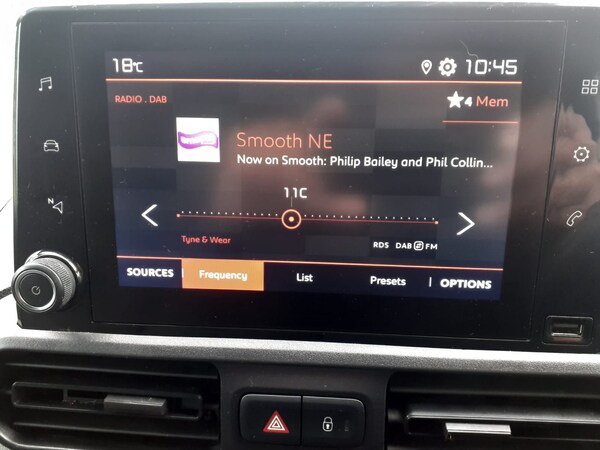 18°C
10:45
RADIO . DAB
4 Mem
Smooth NE
Now on Smooth: Philip Bailey and Phil Collin...
11C
N
Tyne & Wear
RDS DAB FM
SOURCES
Frequency
List
Presets
OPTIONS